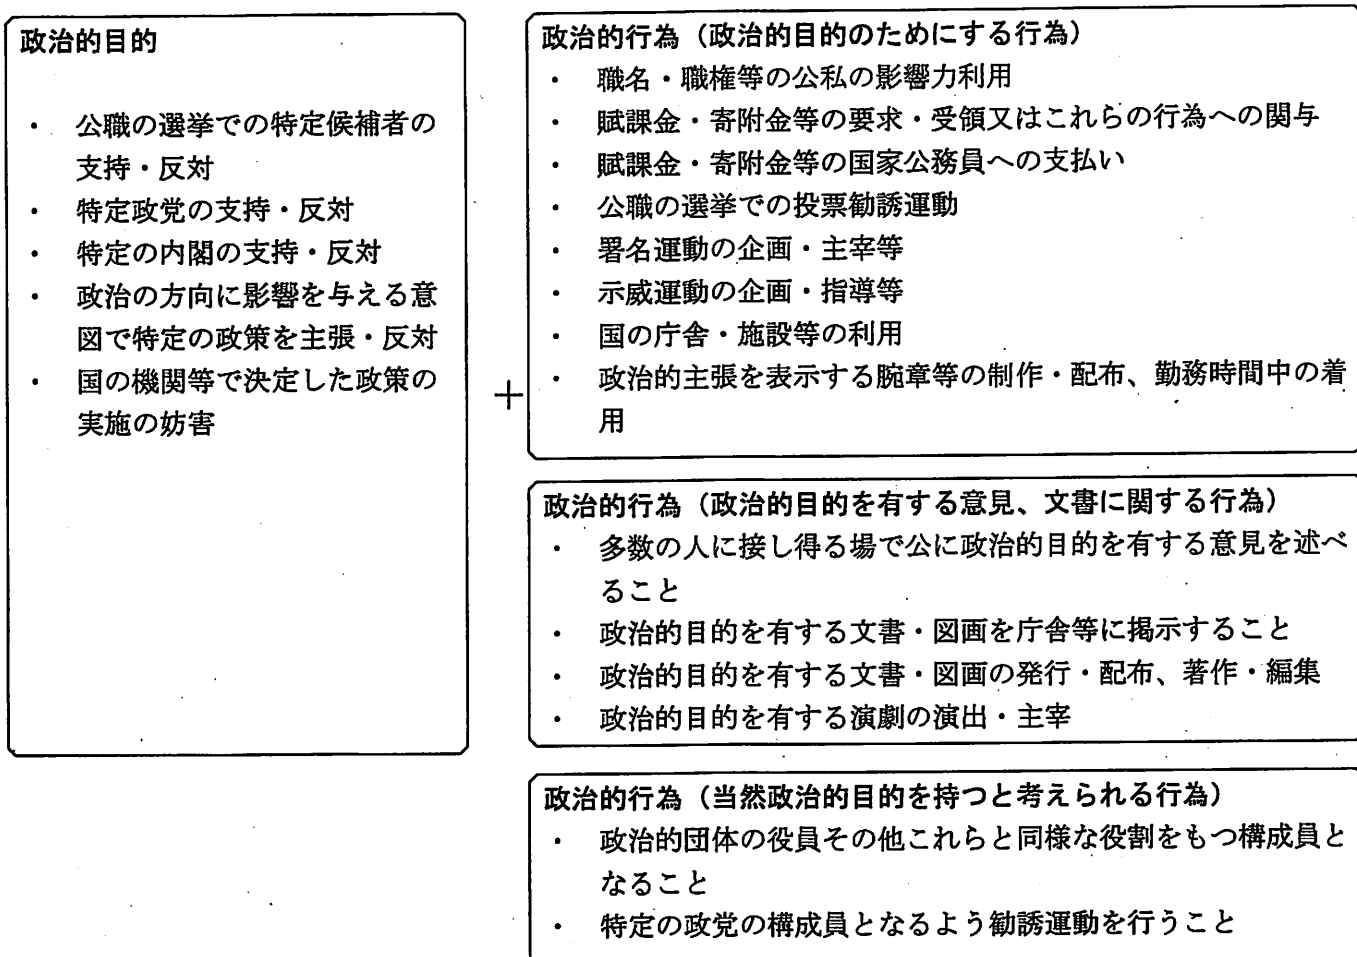 政治的目的
・ 公職の選挙での特定候補者の
支持・反対
・ 特定政党の支持・反対
・ 特定の内閣の支持・反対
・ 政治の方向に影響を与える意
図で特定の政策を主張・反対
・ 国の機関等で決定した政策の
実施の妨害
＋
政治的行為（政治的目的のためにする行為）
・ 職名・職権等の公私の影響力利用
・ 賦課金・寄附金等の要求・受領又はこれらの行為への関与
・ 賦課金・寄附金等の国家公務員への支払い
・ 公職の選挙での投票勧誘運動
・ 署名運動の企画・主宰等
・ 示威運動の企画・指導等
・ 国の庁舎・施設等の利用
・ 政治的主張を表示する腕章等の制作・配布、勤務時間中の着
用
政治的行為（政治的目的を有する意見、文書に関する行為）
・ 多数の人に接し得る場で公に政治的目的を有する意見を述べ
ること
・ 政治的目的を有する文書・図画を庁舎等に掲示すること
・ 政治的目的を有する文書・図画の発行・配布、著作・編集
・ 政治的目的を有する演劇の演出・主宰
政治的行為（当然政治的目的を持つと考えられる行為）
・ 政治的団体の役員その他これらと同様な役割をもつ構成員と
なること
・ 特定の政党の構成員となるよう勧誘運動を行うこと